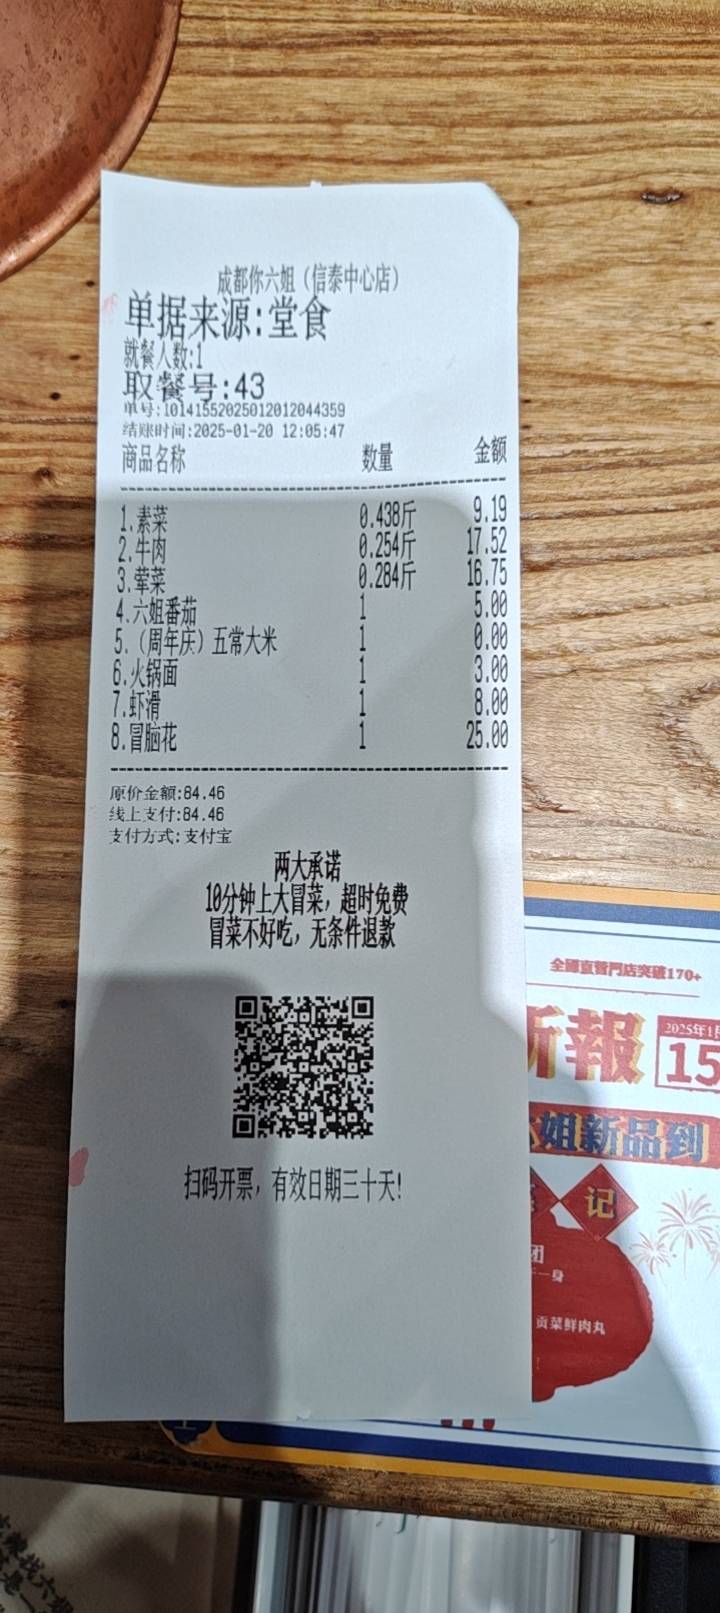 成都你六姐（信泰中心店）
单据来源:堂食
就餐人数:1
取餐号:43
单号:10141552025012012044359
结账时间:2025-01-20 12:05:47
商品名称 数量 金额
1.素菜 0.438斤 9.19
2.牛肉 0.254斤 17.52
3.荤菜 0.284斤 16.75
4.六姐番茄 1 5.00
5.（周年庆）五常大米 1 0.00
6.火锅面 1 3.00
7.虾滑 1 8.00
8.冒脑花 1 25.00
原价金额:84.46
线上支付:84.46
支付方式:支付宝
两大承诺
10分钟上大冒菜，超时免费
冒菜不好吃，无条件退款
扫码开票，有效日期三十天!
全國直營門店突破170+
新報
2025年1月
15
姐新品到
记
团
一身
贡菜鲜肉丸